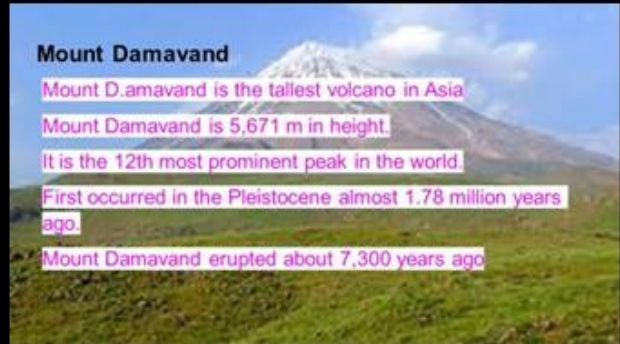 Mount Damavand
Mount D.amavand is the tallest volcano in Asia
Mount Damavand is 5,671 m in height.
It is the 12th most prominent peak in the world.
First occurred in the Pleistocene almost 1.78 million years
ago.
Mount Damavand erupted about 7,300 years ago